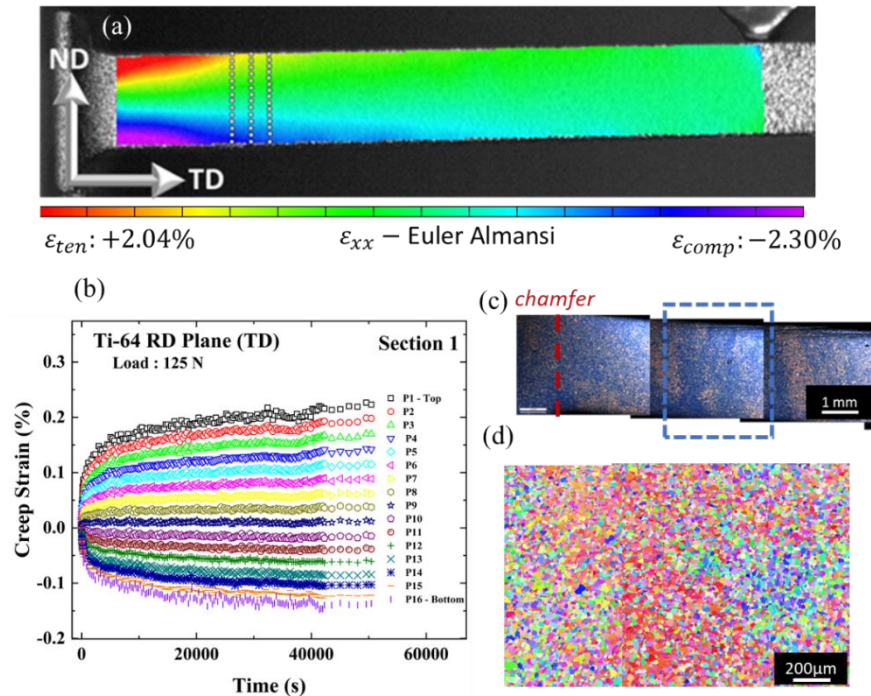 (a)
ND
TD
εten: +2.04%
εxx − Euler Almansi
εcomp: −2.30%
(b)
Ti-64 RD Plane (TD)
Section 1
Load : 125 N
P1 - Top
P2
P3
P4
P5
P6
P7
P8
P9
P10
P11
P12
P13
P14
P15
P16 - Bottom
0.3
0.2
0.1
0.0
-0.1
-0.2
Creep Strain (%)
0
20000
40000
60000
Time (s)
(c)
chamfer
1 mm
(d)
200μm